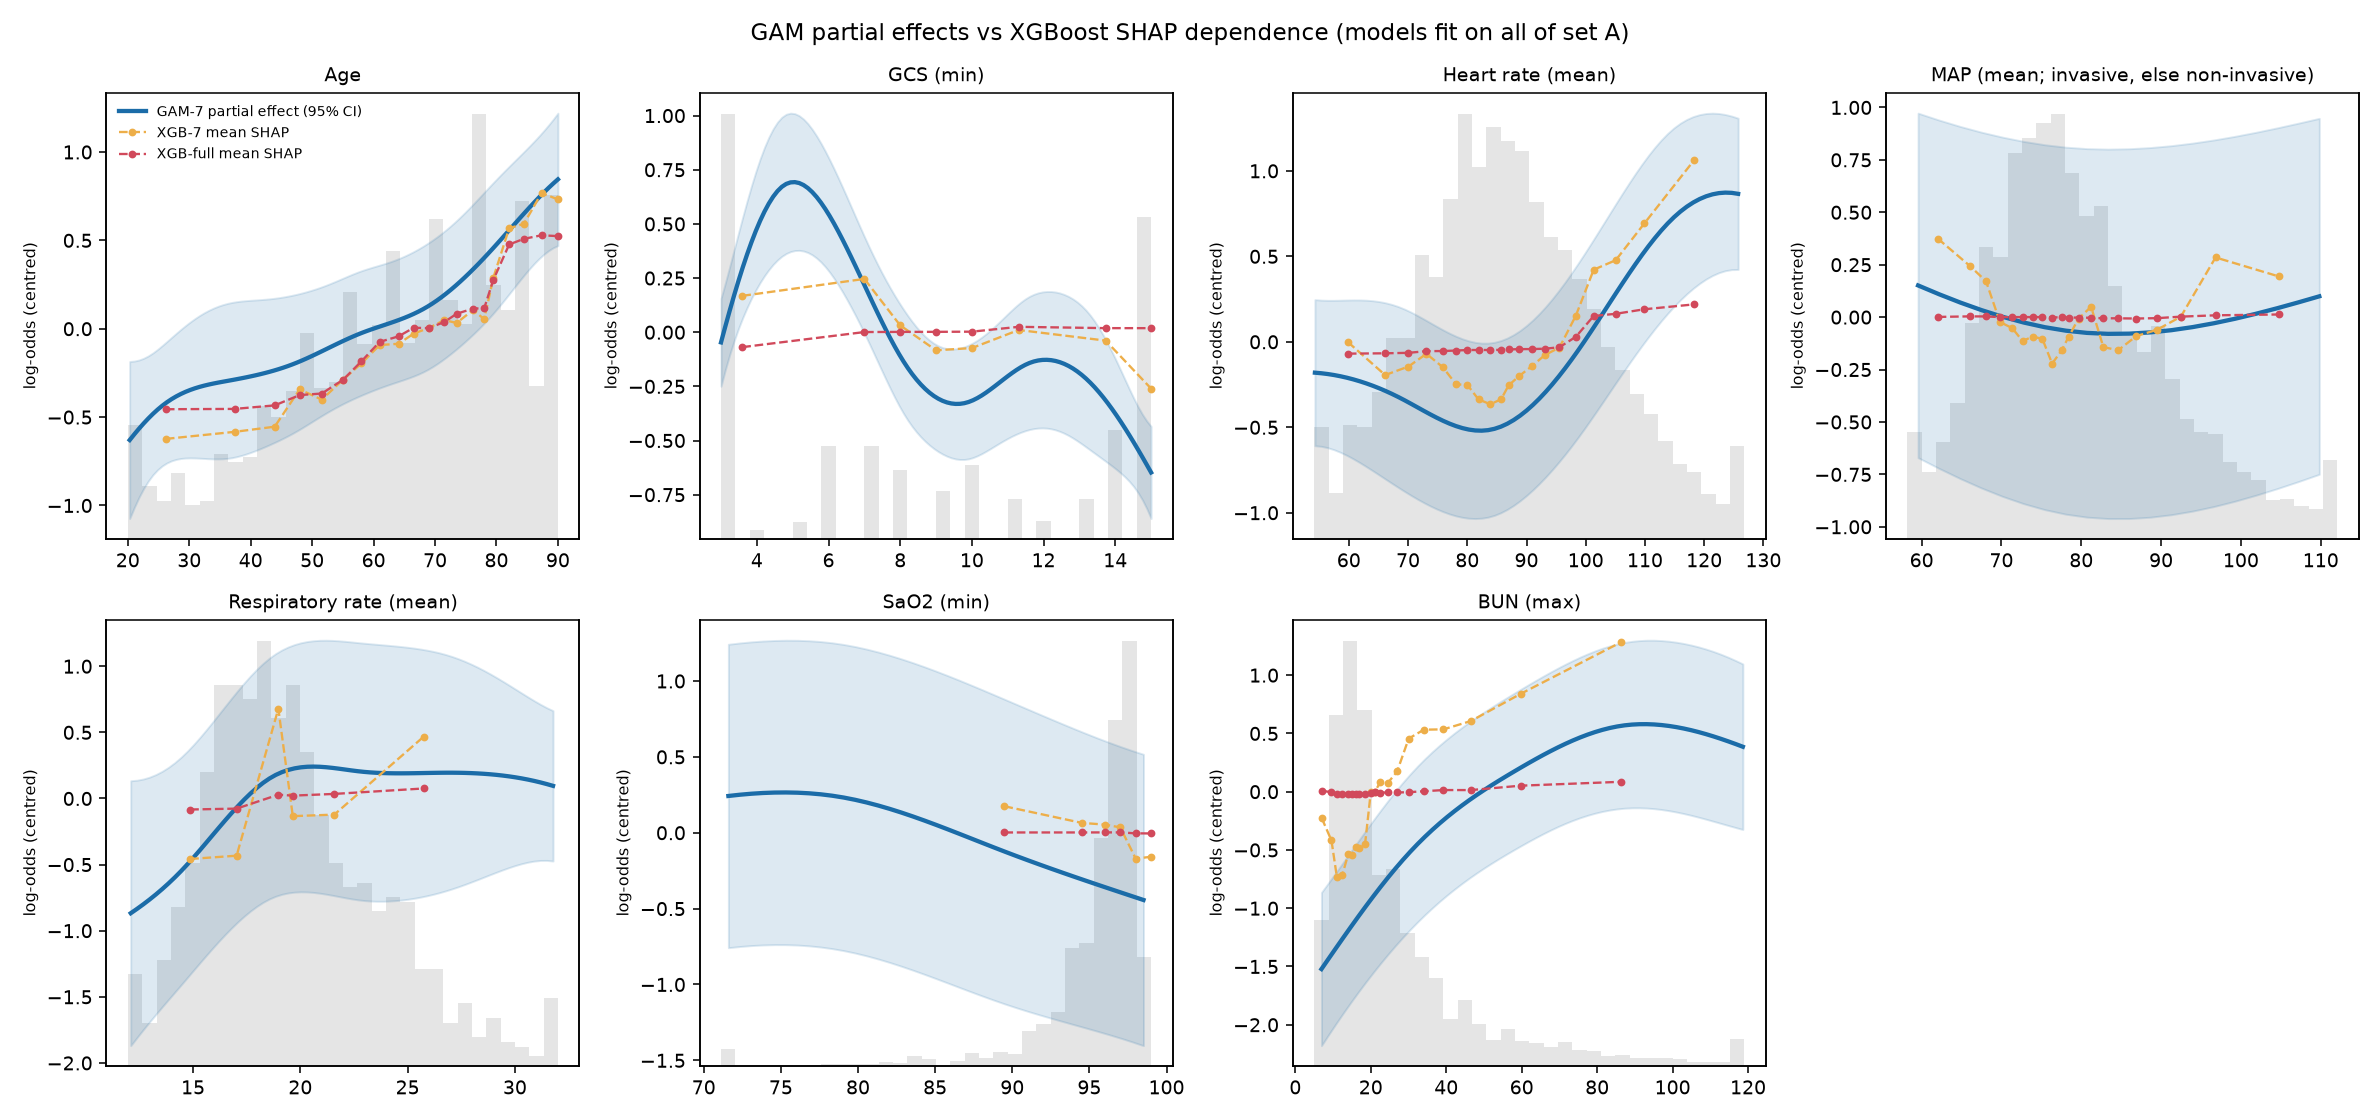 GAM partial effects vs XGBoost SHAP dependence (models fit on all of set A)
Age
GAM-7 partial effect (95% CI)
XGB-7 mean SHAP
XGB-full mean SHAP
log-odds (centred)
1.0
0.5
0.0
−0.5
−1.0
20 30 40 50 60 70 80 90
GCS (min)
log-odds (centred)
1.00
0.75
0.50
0.25
0.00
−0.25
−0.50
−0.75
4 6 8 10 12 14
Heart rate (mean)
log-odds (centred)
1.0
0.5
0.0
−0.5
−1.0
60 70 80 90 100 110 120 130
MAP (mean; invasive, else non-invasive)
log-odds (centred)
1.00
0.75
0.50
0.25
0.00
−0.25
−0.50
−0.75
−1.00
60 70 80 90 100 110
Respiratory rate (mean)
log-odds (centred)
1.0
0.5
0.0
−0.5
−1.0
−1.5
−2.0
15 20 25 30
SaO2 (min)
log-odds (centred)
1.0
0.5
0.0
−0.5
−1.0
−1.5
70 75 80 85 90 95 100
BUN (max)
log-odds (centred)
1.0
0.5
0.0
−0.5
−1.0
−1.5
−2.0
0 20 40 60 80 100 120